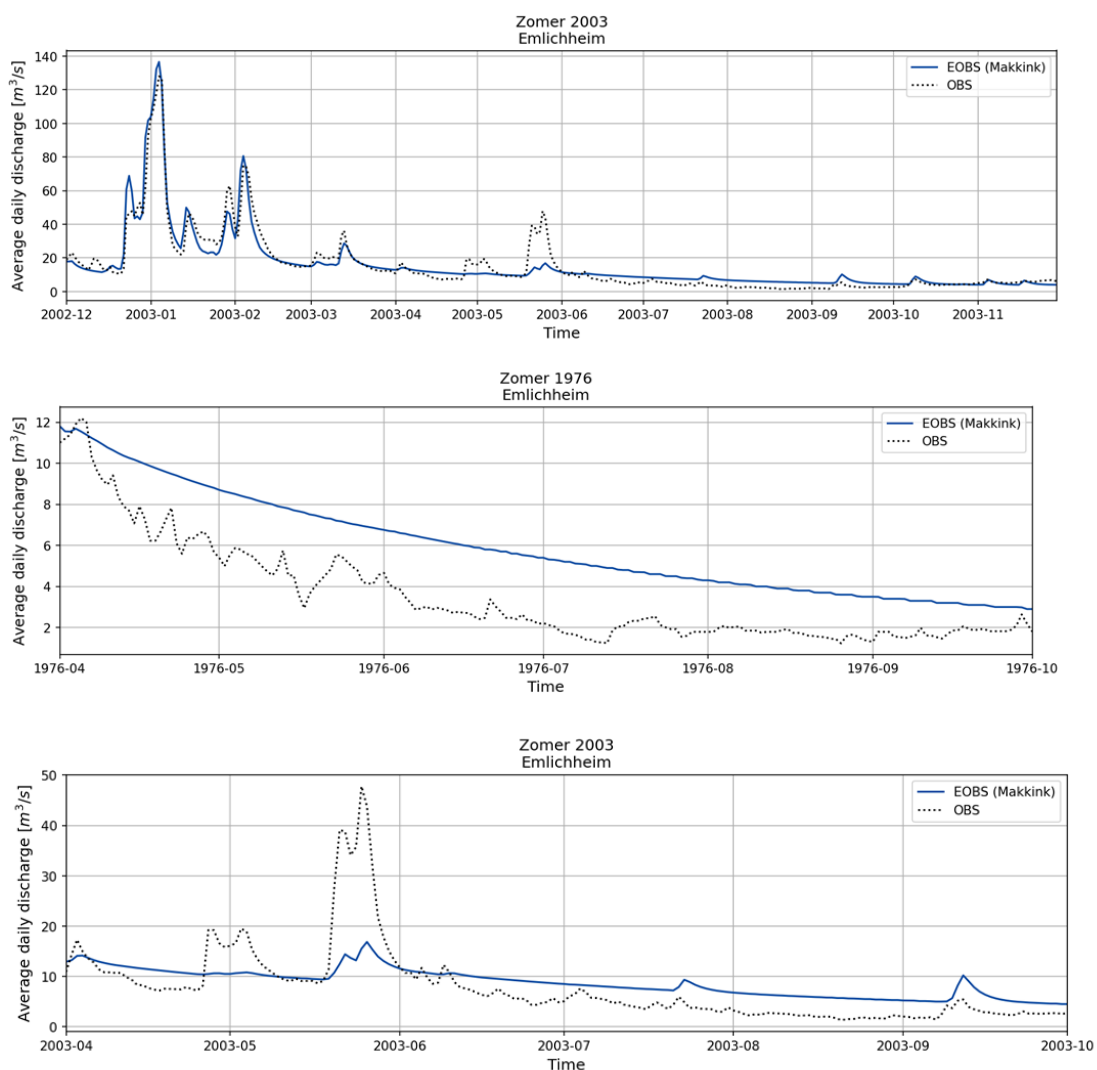 Zomer 2003
Emlichheim
Average daily discharge [m³/s]
140
120
100
80
60
40
20
0
EOBS (Makkink)
OBS
2002-12 2003-01 2003-02 2003-03 2003-04 2003-05 2003-06 2003-07 2003-08 2003-09 2003-10 2003-11
Time
Zomer 1976
Emlichheim
Average daily discharge [m³/s]
12
10
8
6
4
2
EOBS (Makkink)
OBS
1976-04 1976-05 1976-06 1976-07 1976-08 1976-09 1976-10
Time
Zomer 2003
Emlichheim
Average daily discharge [m³/s]
50
40
30
20
10
0
EOBS (Makkink)
OBS
2003-04 2003-05 2003-06 2003-07 2003-08 2003-09 2003-10
Time